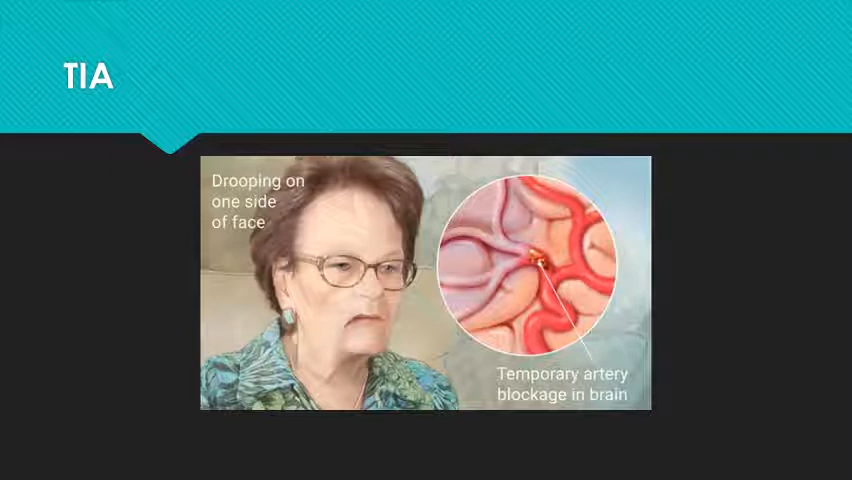 TIA
Drooping on
one side
of face
Temporary artery
blockage in brain